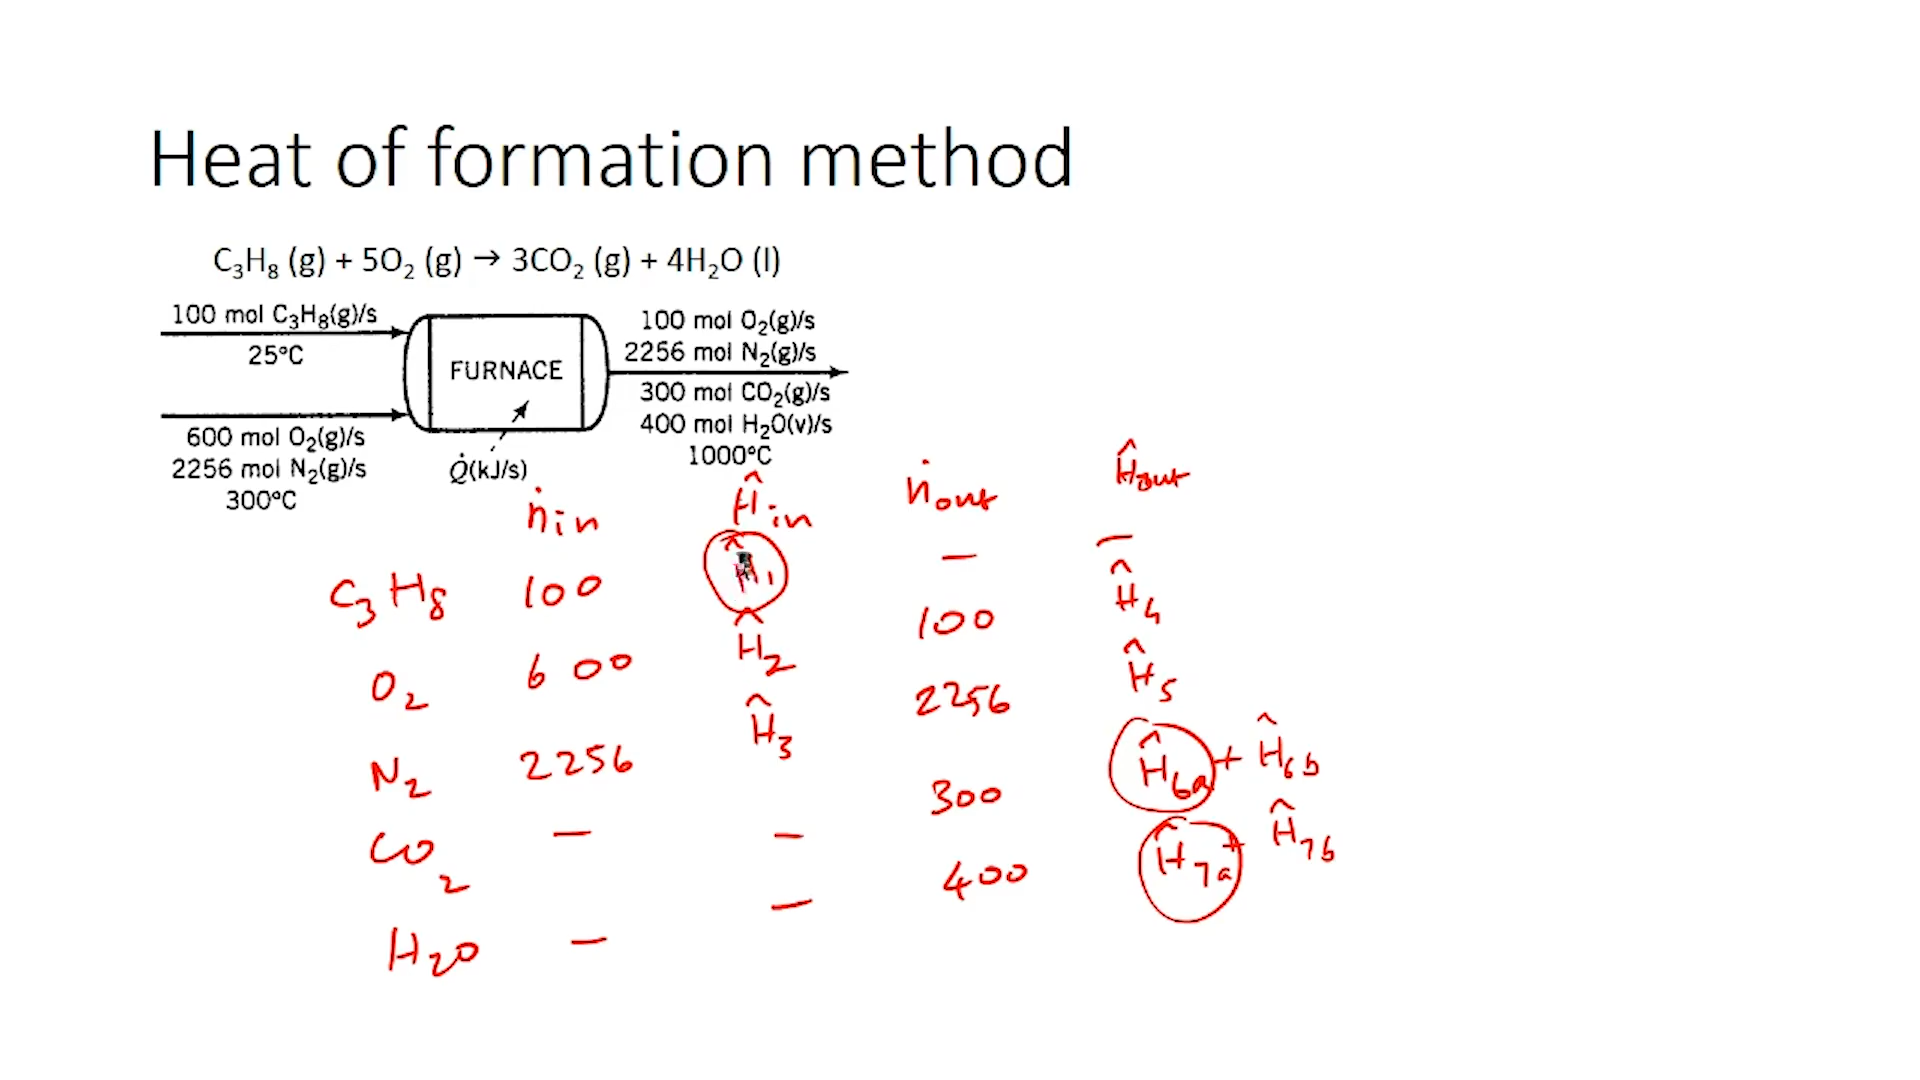 Heat of formation method
C₃H₈ (g) + 5O₂ (g) → 3CO₂ (g) + 4H₂O (l)
100 mol C₃H₈(g)/s
25°C
600 mol O₂(g)/s
2256 mol N₂(g)/s
300°C
FURNACE
Q̇(kJ/s)
100 mol O₂(g)/s
2256 mol N₂(g)/s
300 mol CO₂(g)/s
400 mol H₂O(v)/s
1000°C
ṅin Ĥin ṅout Ĥout
C₃H₈ 100 Ĥ₁ – –
O₂ 600 Ĥ₂ 100 Ĥ₄
N₂ 2256 Ĥ₃ 2256 Ĥ₅
CO₂ – – 300 Ĥ₆a + Ĥ₆b
H₂O – – 400 Ĥ₇a + Ĥ₇b